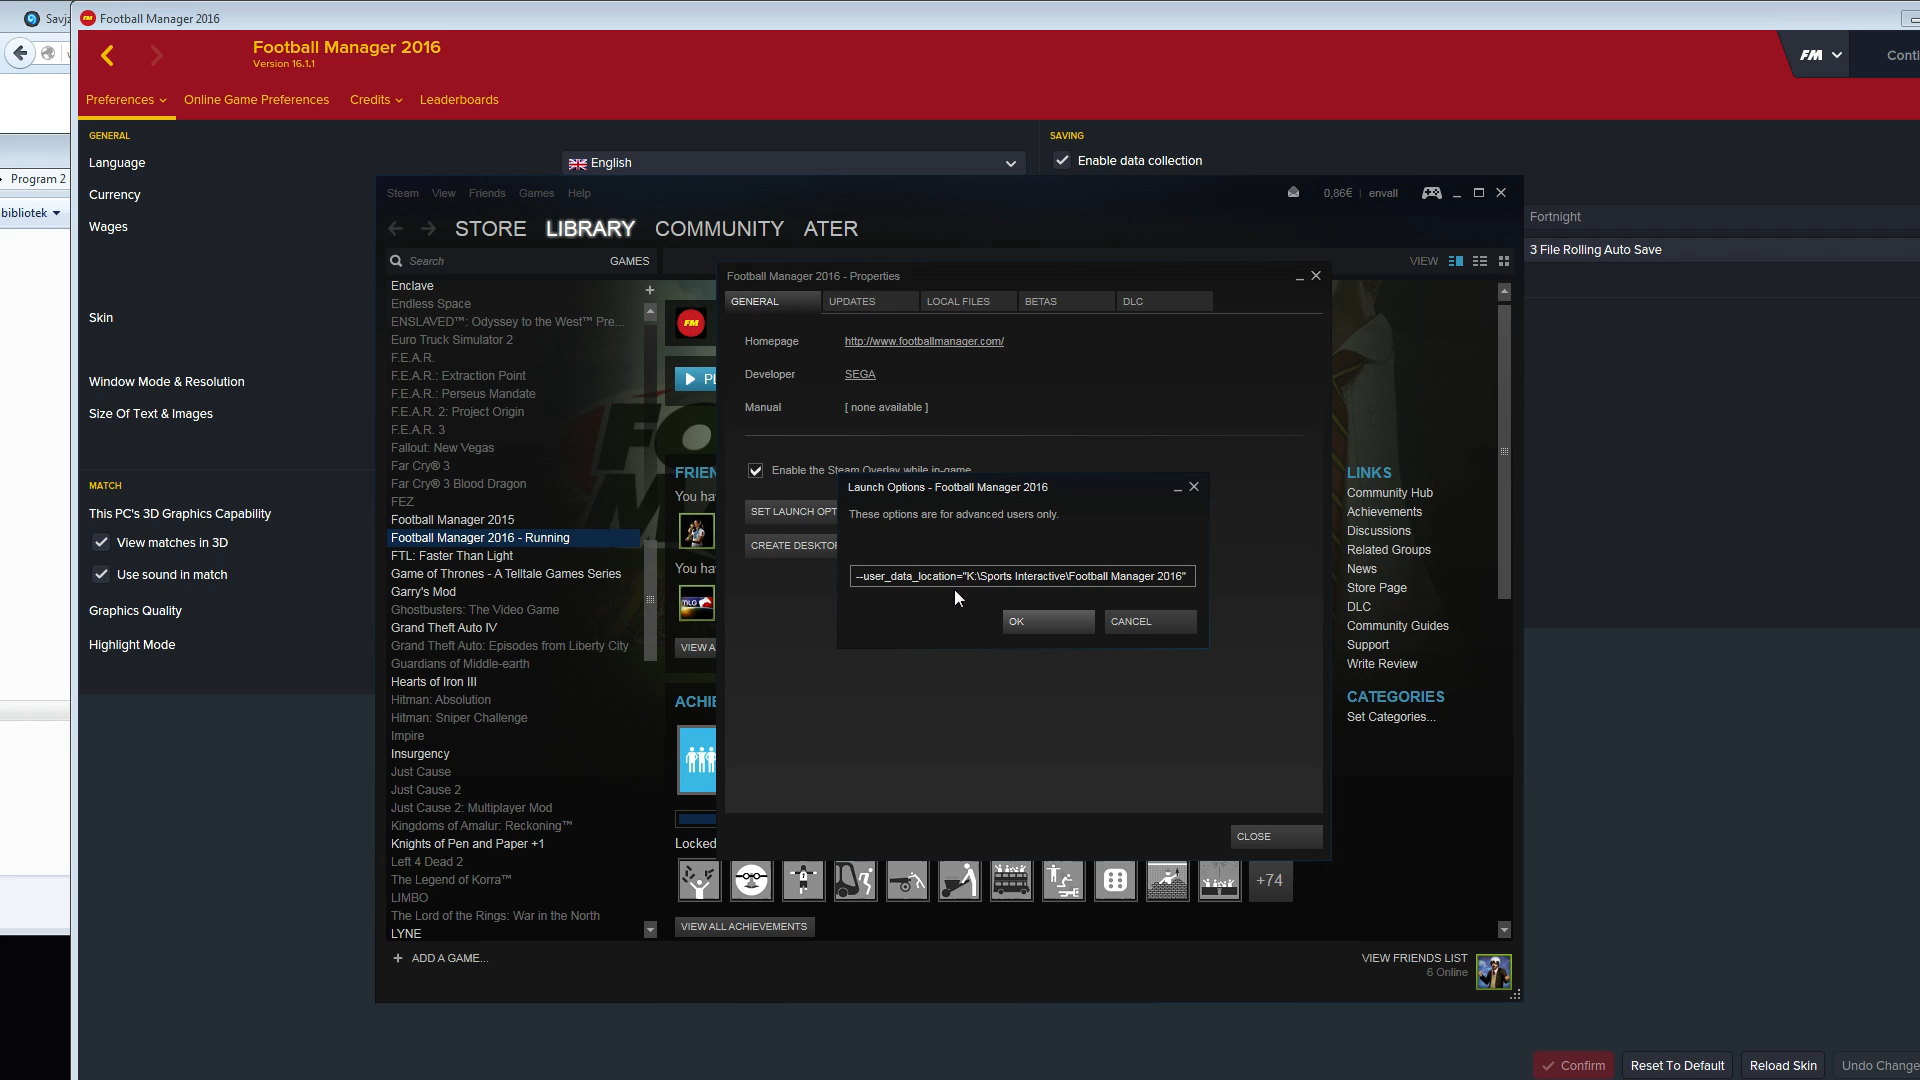 Savjz
Football Manager 2016
Football Manager 2016
Version 16.1.1
FM
Conti
Preferences
Online Game Preferences
Credits
Leaderboards
GENERAL
Language
English
Currency
Wages
Skin
Window Mode & Resolution
Size Of Text & Images
MATCH
This PC's 3D Graphics Capability
View matches in 3D
Use sound in match
Graphics Quality
Highlight Mode
SAVING
Enable data collection
Fortnight
3 File Rolling Auto Save
Program 2
bibliotek
Steam View Friends Games Help
0,86€ | envall
STORE LIBRARY COMMUNITY ATER
Search
GAMES
VIEW
Enclave
Endless Space
ENSLAVED™: Odyssey to the West™ Pre...
Euro Truck Simulator 2
F.E.A.R.
F.E.A.R.: Extraction Point
F.E.A.R.: Perseus Mandate
F.E.A.R. 2: Project Origin
F.E.A.R. 3
Fallout: New Vegas
Far Cry® 3
Far Cry® 3 Blood Dragon
FEZ
Football Manager 2015
Football Manager 2016 - Running
FTL: Faster Than Light
Game of Thrones - A Telltale Games Series
Garry's Mod
Ghostbusters: The Video Game
Grand Theft Auto IV
Grand Theft Auto: Episodes from Liberty City
Guardians of Middle-earth
Hearts of Iron III
Hitman: Absolution
Hitman: Sniper Challenge
Impire
Insurgency
Just Cause
Just Cause 2
Just Cause 2: Multiplayer Mod
Kingdoms of Amalur: Reckoning™
Knights of Pen and Paper +1
Left 4 Dead 2
The Legend of Korra™
LIMBO
The Lord of the Rings: War in the North
LYNE
+ ADD A GAME...
FM
PL
FRIEN
You ha
You ha
MLG
VIEW A
ACHIE
Locked
+74
VIEW ALL ACHIEVEMENTS
Football Manager 2016 - Properties
GENERAL
UPDATES
LOCAL FILES
BETAS
DLC
Homepage
http://www.footballmanager.com/
Developer
SEGA
Manual
[ none available ]
Enable the Steam Overlay while in-game
SET LAUNCH OPT
CREATE DESKTOP
Launch Options - Football Manager 2016
These options are for advanced users only.
--user_data_location="K:\Sports Interactive\Football Manager 2016"
OK
CANCEL
CLOSE
LINKS
Community Hub
Achievements
Discussions
Related Groups
News
Store Page
DLC
Community Guides
Support
Write Review
CATEGORIES
Set Categories...
VIEW FRIENDS LIST
6 Online
Confirm
Reset To Default
Reload Skin
Undo Change